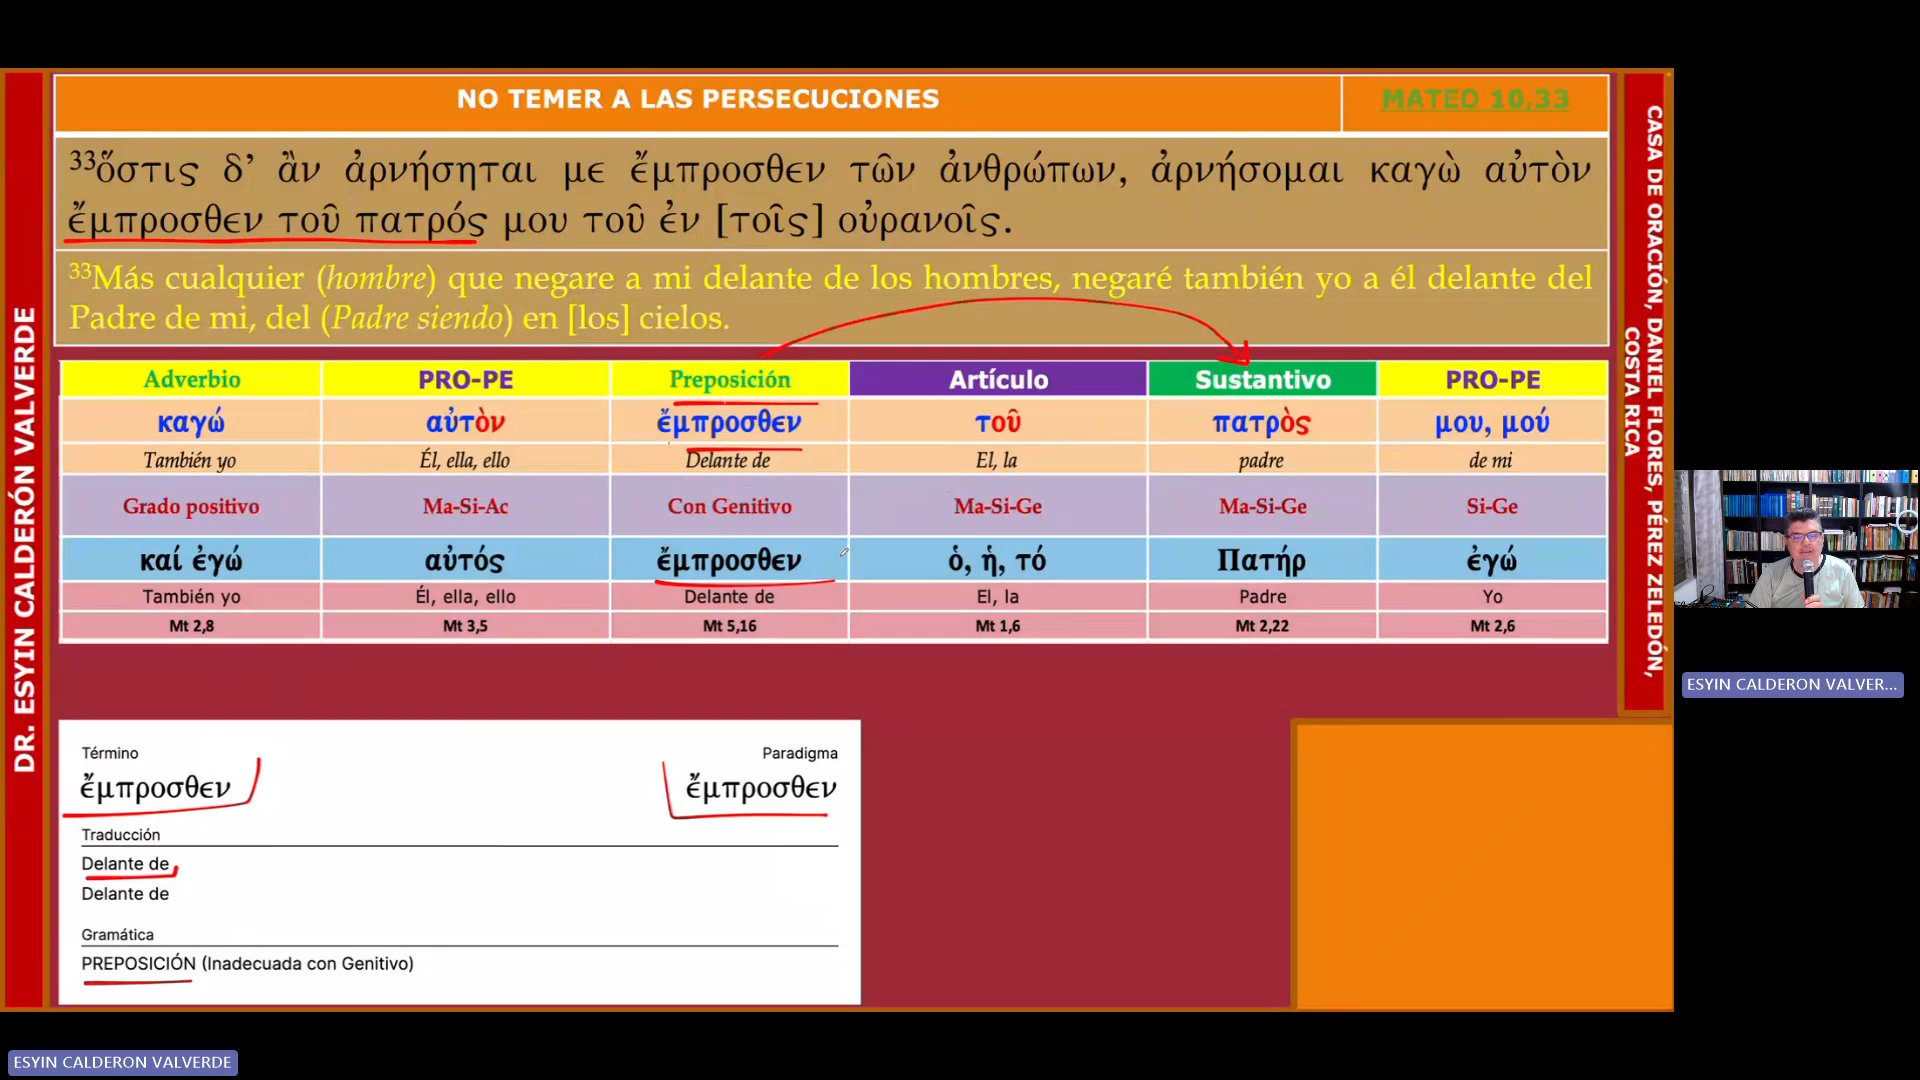 NO TEMER A LAS PERSECUCIONES
MATEO 10,33
33ὅστις δ’ ἂν ἀρνήσηται με ἔμπροσθεν τῶν ἀνθρώπων, ἀρνήσομαι καγὼ αὐτὸν
ἔμπροσθεν τοῦ πατρός μου τοῦ ἐν [τοῖς] οὐρανοῖς.
33Más cualquier (hombre) que negare a mi delante de los hombres, negaré también yo a él delante del
Padre de mi, del (Padre siendo) en [los] cielos.
Adverbio PRO-PE Preposición Artículo Sustantivo PRO-PE
καγώ αὐτὸν ἔμπροσθεν τοῦ πατρὸς μου, μού
También yo Él, ella, ello Delante de El, la padre de mi
Grado positivo Ma-Si-Ac Con Genitivo Ma-Si-Ge Ma-Si-Ge Si-Ge
καί ἐγώ αὐτός ἔμπροσθεν ὁ, ἡ, τό Πατήρ ἐγώ
También yo Él, ella, ello Delante de El, la Padre Yo
Mt 2,8 Mt 3,5 Mt 5,16 Mt 1,6 Mt 2,22 Mt 2,6
Término Paradigma
ἔμπροσθεν ἔμπροσθεν
Traducción
Delante de
Delante de
Gramática
PREPOSICIÓN (Inadecuada con Genitivo)
DR. ESYIN CALDERÓN VALVERDE
CASA DE ORACIÓN, DANIEL FLORES, PÉREZ ZELEDÓN,
COSTA RICA
ESYIN CALDERON VALVER...
ESYIN CALDERON VALVERDE